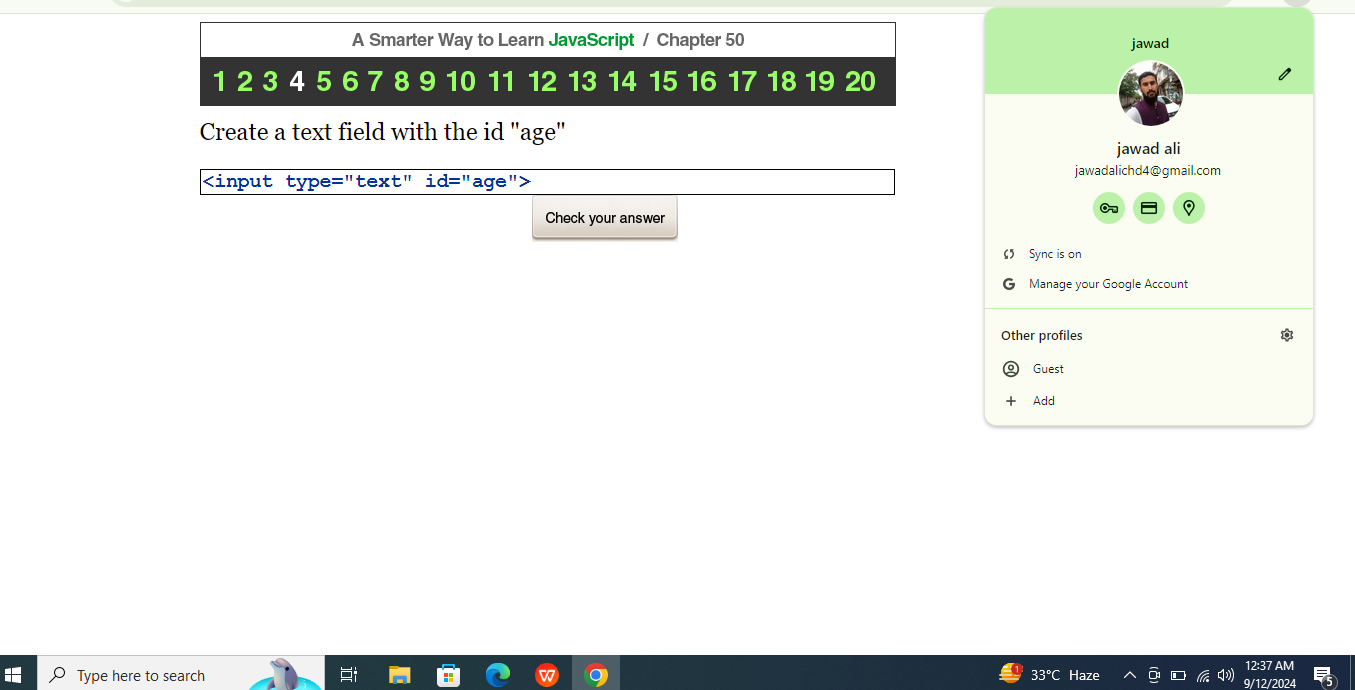 A Smarter Way to Learn JavaScript / Chapter 50
1 2 3 4 5 6 7 8 9 10 11 12 13 14 15 16 17 18 19 20
Create a text field with the id "age"
<input type="text" id="age">
Check your answer
jawad
jawad ali
jawadalichd4@gmail.com
Sync is on
Manage your Google Account
Other profiles
Guest
Add
Type here to search
W
1
33°C Haze
12:37 AM
9/12/2024
5